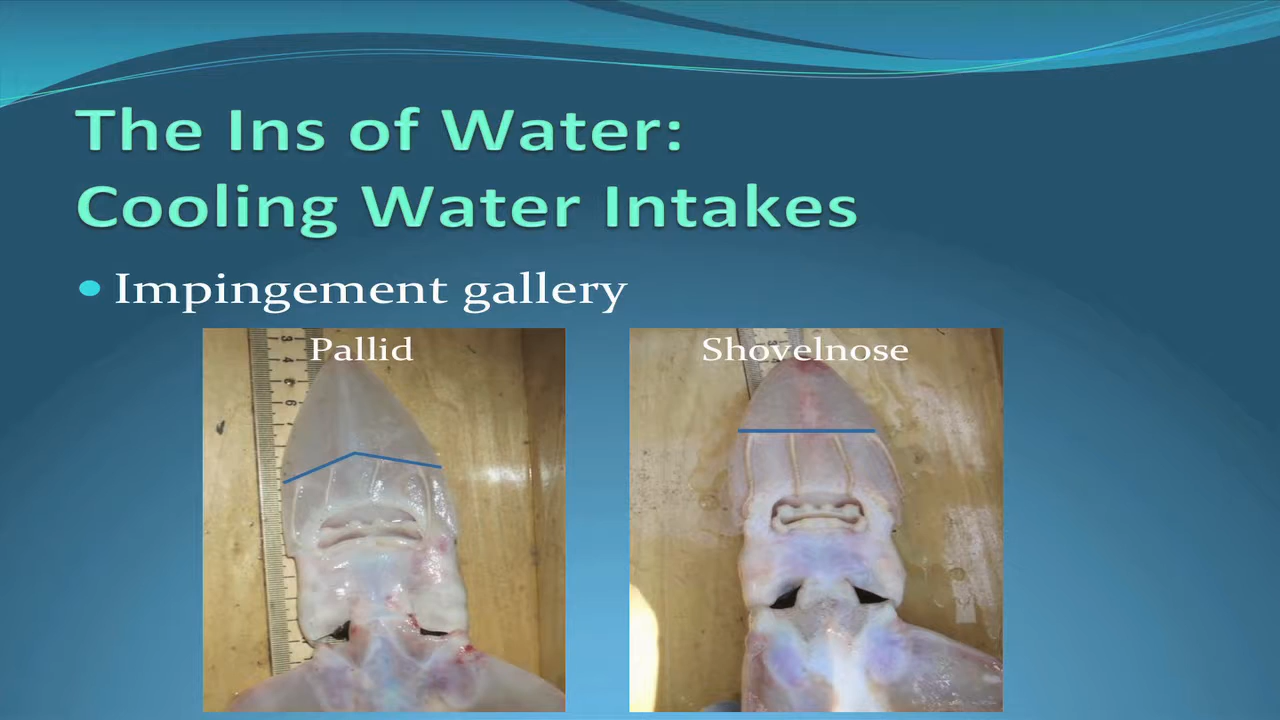 The Ins of Water:
Cooling Water Intakes
Impingement gallery
Pallid
Shovelnose